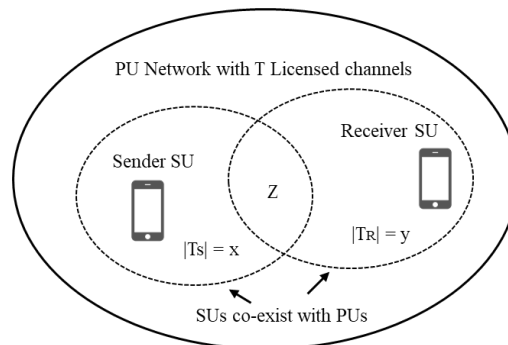 PU Network with T Licensed channels
Receiver SU
Sender SU
Z
|Ts| = x
|TR| = y
SUs co-exist with PUs